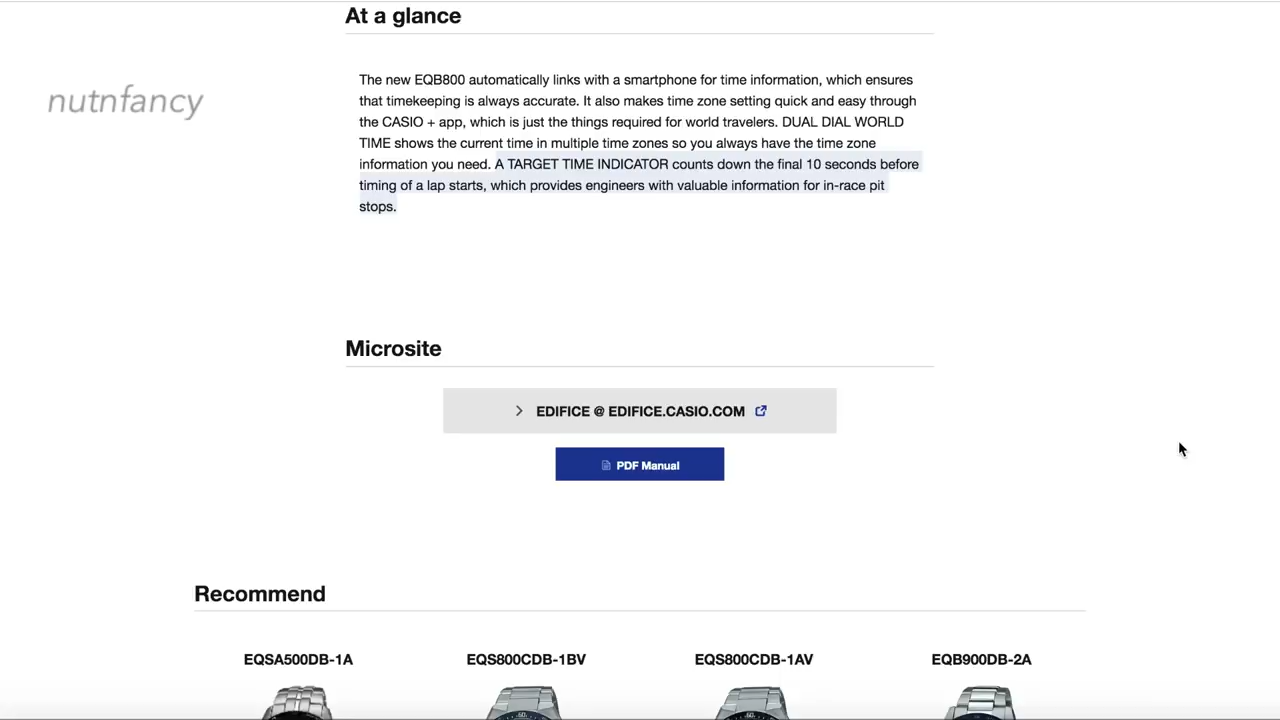 At a glance
nutnfancy
The new EQB800 automatically links with a smartphone for time information, which ensures
that timekeeping is always accurate. It also makes time zone setting quick and easy through
the CASIO + app, which is just the things required for world travelers. DUAL DIAL WORLD
TIME shows the current time in multiple time zones so you always have the time zone
information you need. A TARGET TIME INDICATOR counts down the final 10 seconds before
timing of a lap starts, which provides engineers with valuable information for in-race pit
stops.
Microsite
EDIFICE @ EDIFICE.CASIO.COM
PDF Manual
Recommend
EQSA500DB-1A
EQS800CDB-1BV
EQS800CDB-1AV
EQB900DB-2A